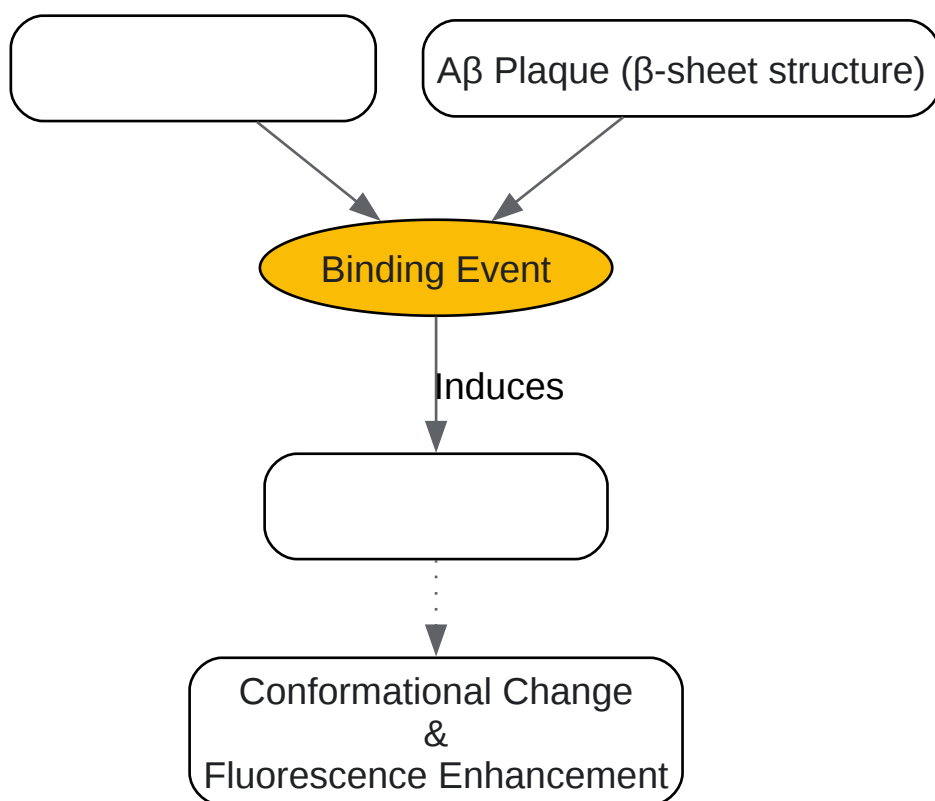 Aβ Plaque (β-sheet structure)
Binding Event
Induces
Conformational Change
&
Fluorescence Enhancement